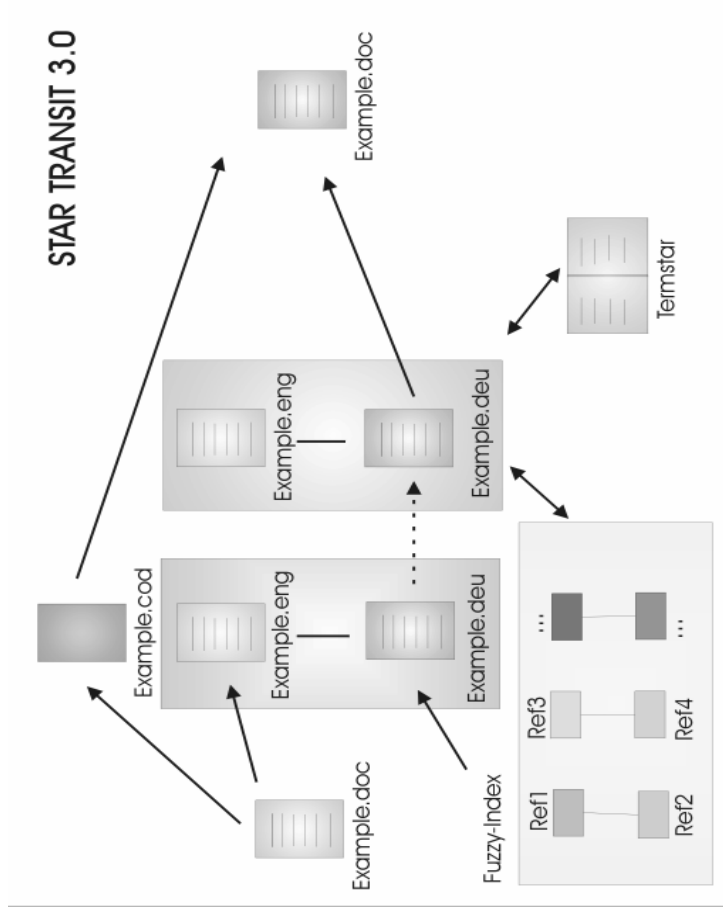 STAR TRANSIT 3.0
Example.cod
Example.doc
Example.eng
Example.eng
Example.doc
Example.deu
Example.deu
Fuzzy-Index
Termstar
Ref1
Ref3
...
Ref2
Ref4
...